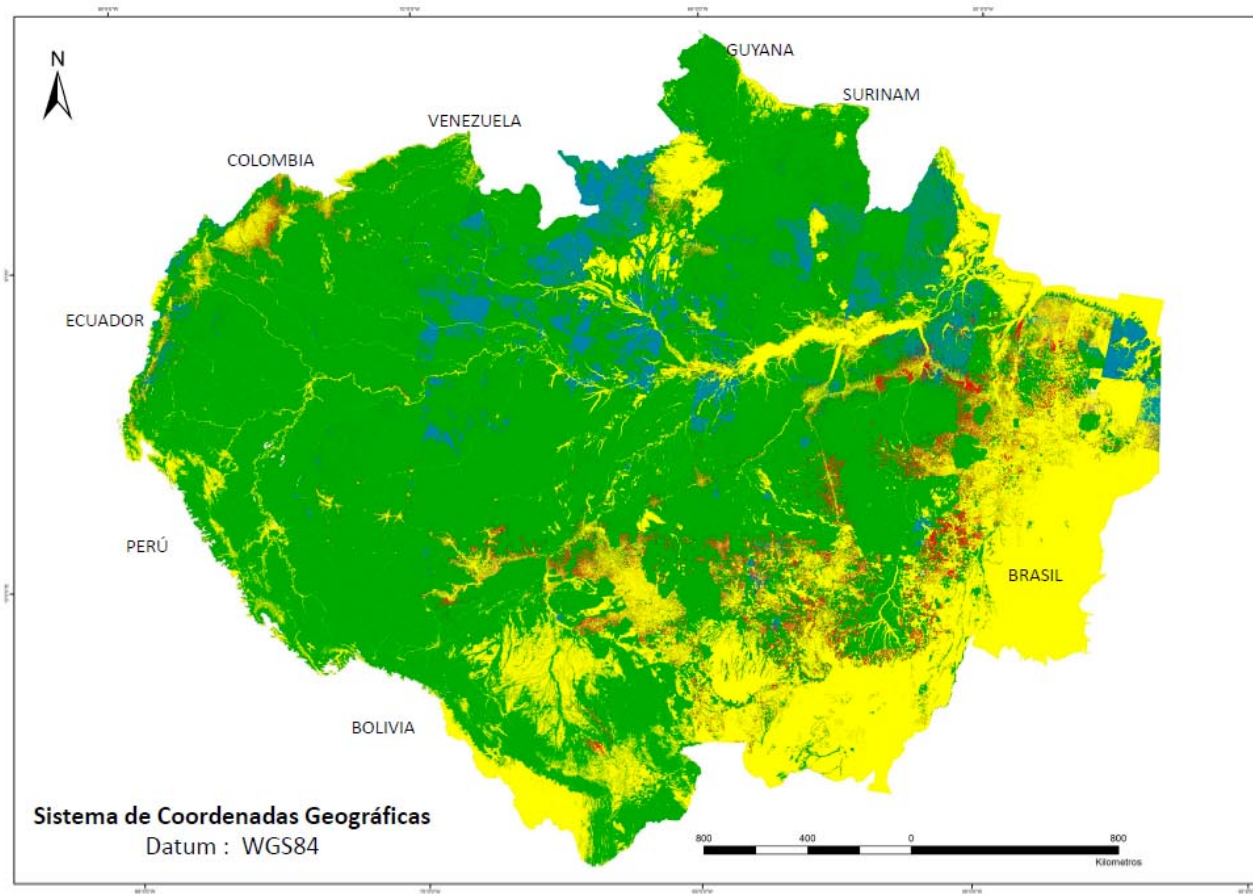 N
GUYANA
SURINAM
VENEZUELA
COLOMBIA
ECUADOR
PERÚ
BRASIL
BOLIVIA
Sistema de Coordenadas Geográficas
Datum : WGS84
800 400 0 800
Kilometros